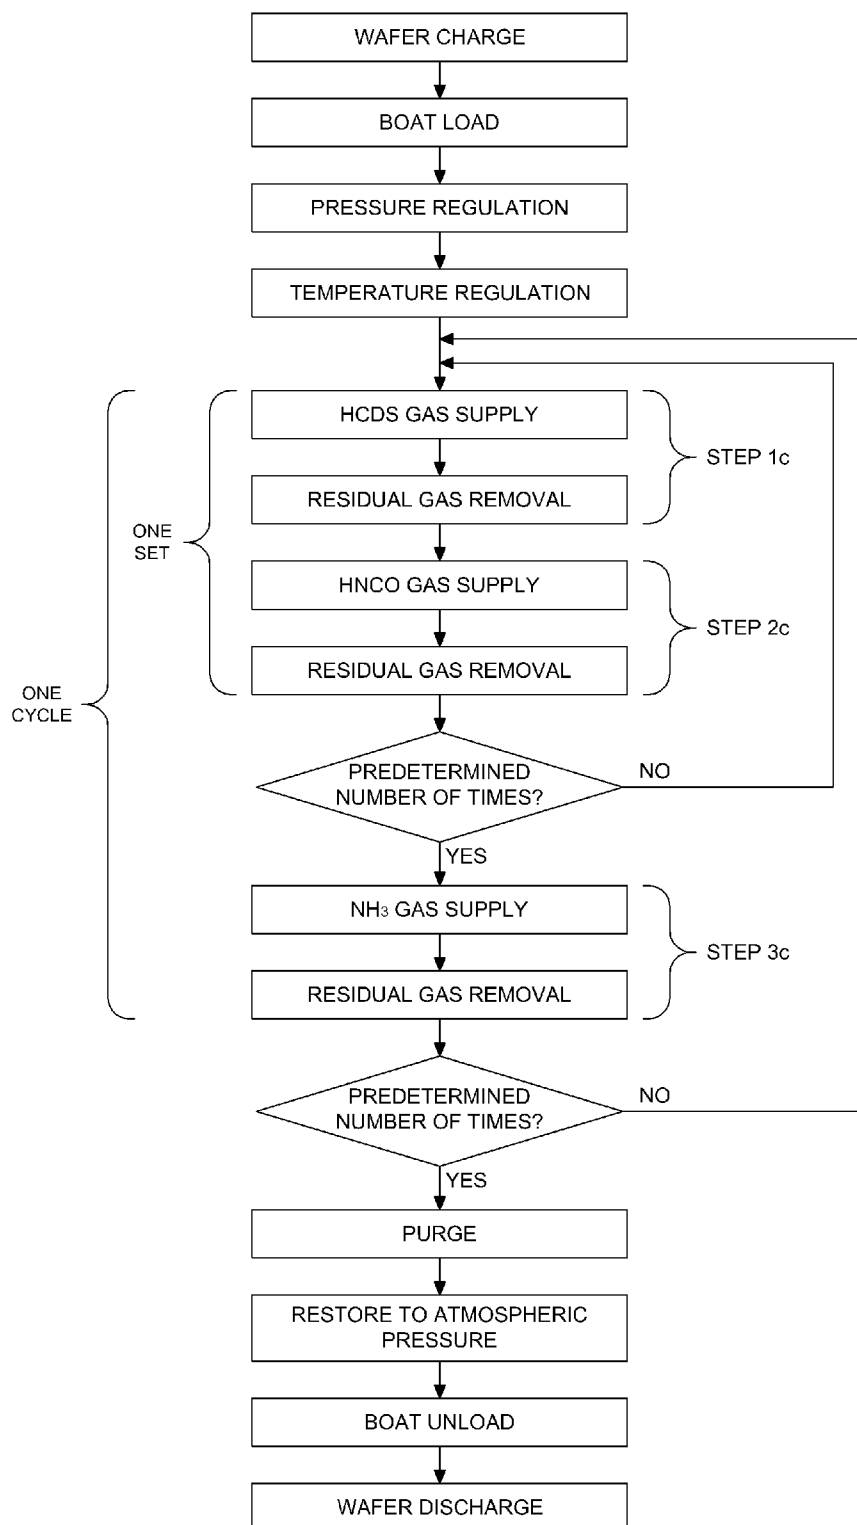 WAFER CHARGE
BOAT LOAD
PRESSURE REGULATION
TEMPERATURE REGULATION
HCDS GAS SUPPLY
STEP 1c
RESIDUAL GAS REMOVAL
ONE
SET
HNCO GAS SUPPLY
STEP 2c
RESIDUAL GAS REMOVAL
ONE
CYCLE
PREDETERMINED
NUMBER OF TIMES?
NO
YES
NH₃ GAS SUPPLY
STEP 3c
RESIDUAL GAS REMOVAL
PREDETERMINED
NUMBER OF TIMES?
NO
YES
PURGE
RESTORE TO ATMOSPHERIC
PRESSURE
BOAT UNLOAD
WAFER DISCHARGE